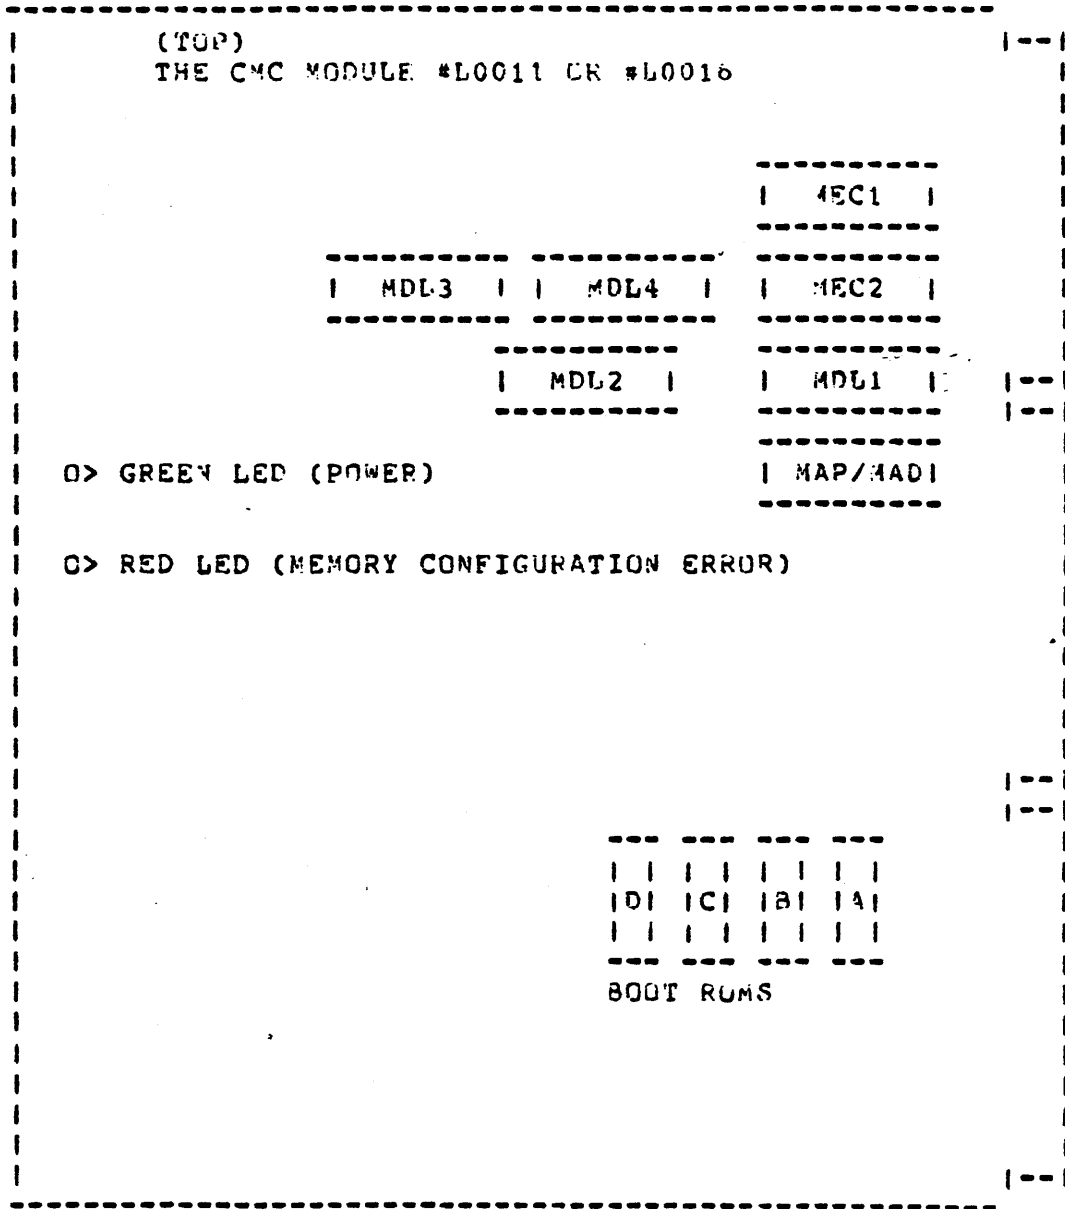 (TOP)
THE CMC MODULE #L0011 OR #L0016
MEC1
MDL3 MDL4 MEC2
MDL2 MDL1
O> GREEN LED (POWER) MAP/MAD
O> RED LED (MEMORY CONFIGURATION ERROR)
D C B A
BOOT ROMS